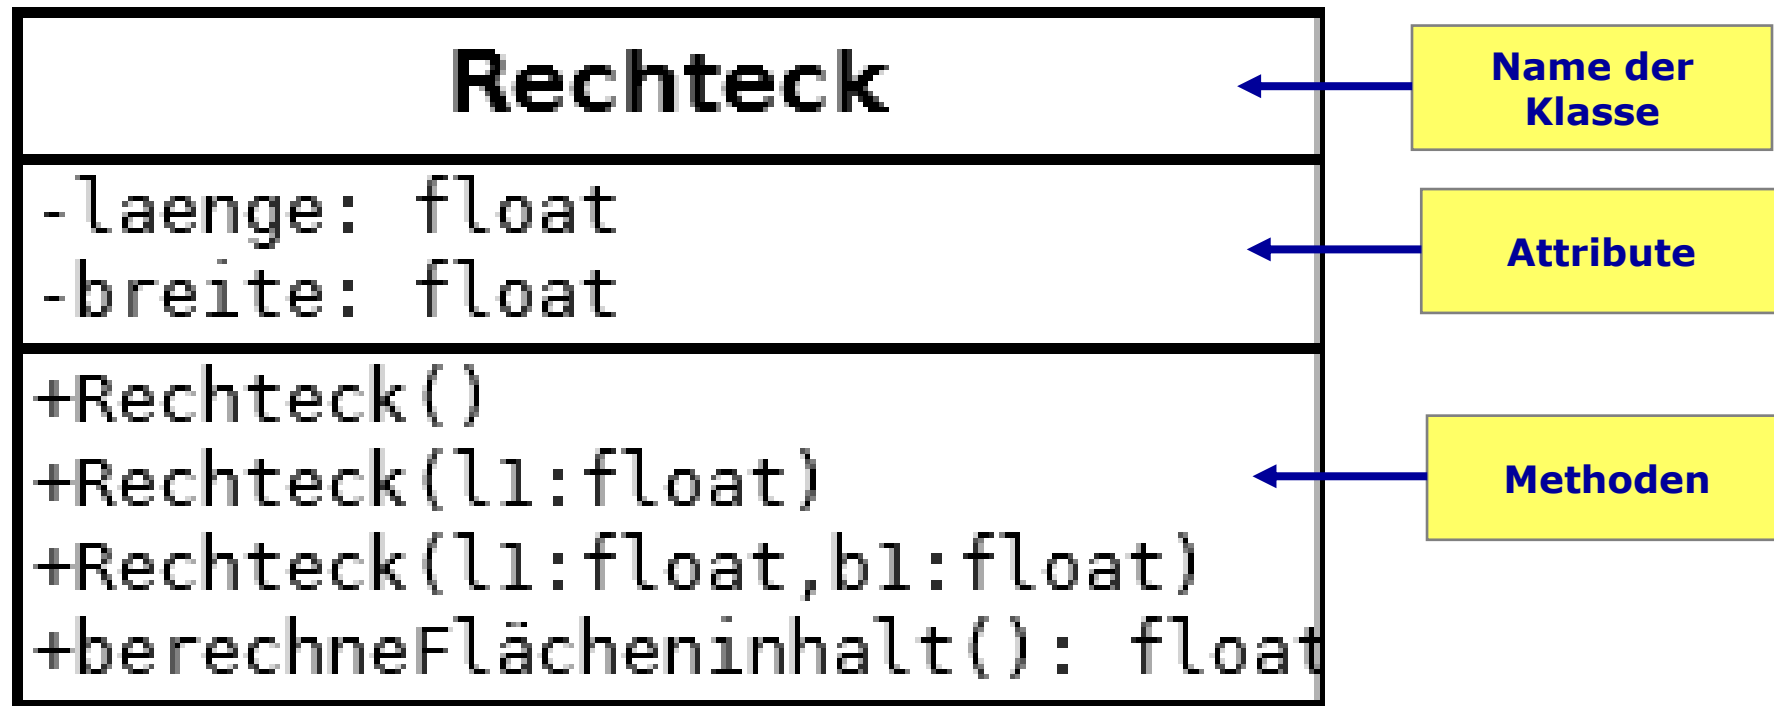 Rechteck
Name der
Klasse
-laenge: float
-breite: float
Attribute
+Rechteck()
+Rechteck(l1:float)
+Rechteck(l1:float,b1:float)
+berechneFlächeninhalt(): float
Methoden